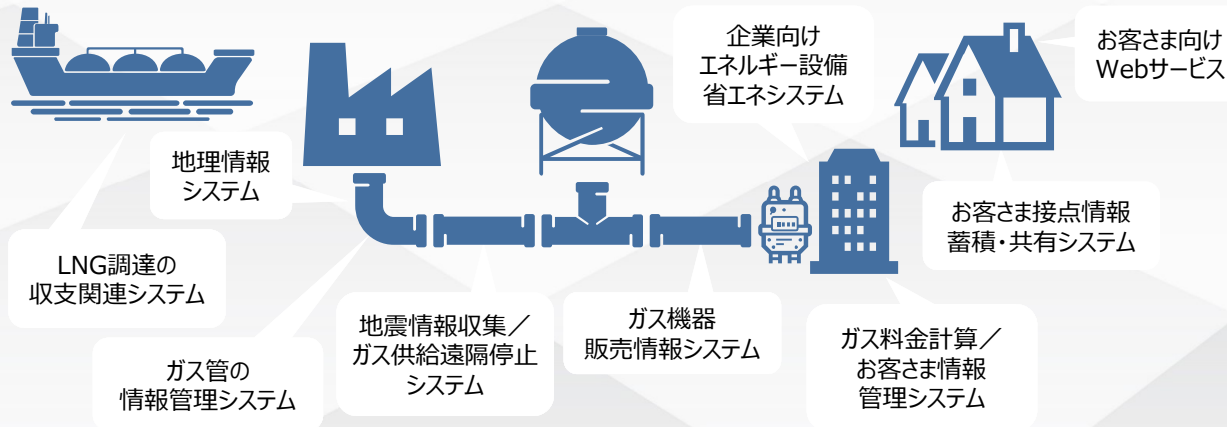 企業向け
エネルギー設備
省エネシステム
お客さま向け
Webサービス
地理情報
システム
お客さま接点情報
蓄積・共有システム
LNG調達の
収支関連システム
地震情報収集／
ガス供給遠隔停止
システム
ガス機器
販売情報システム
ガス料金計算／
お客さま情報
管理システム
ガス管の
情報管理システム